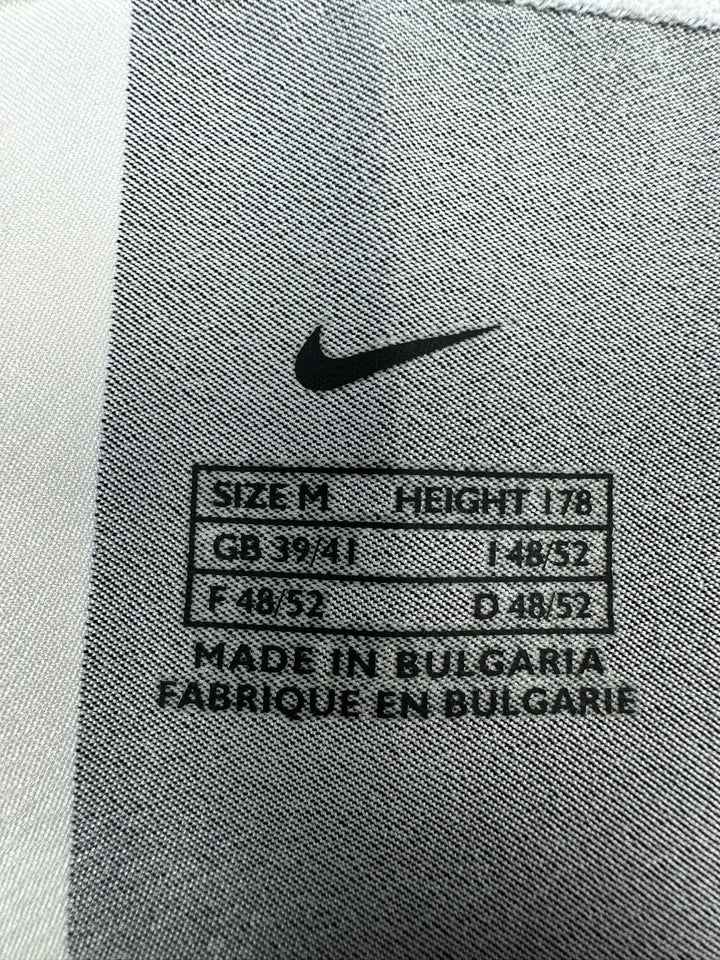 SIZE M HEIGHT 178
GB 39/41 I 48/52
F 48/52 D 48/52
MADE IN BULGARIA
FABRIQUE EN BULGARIE